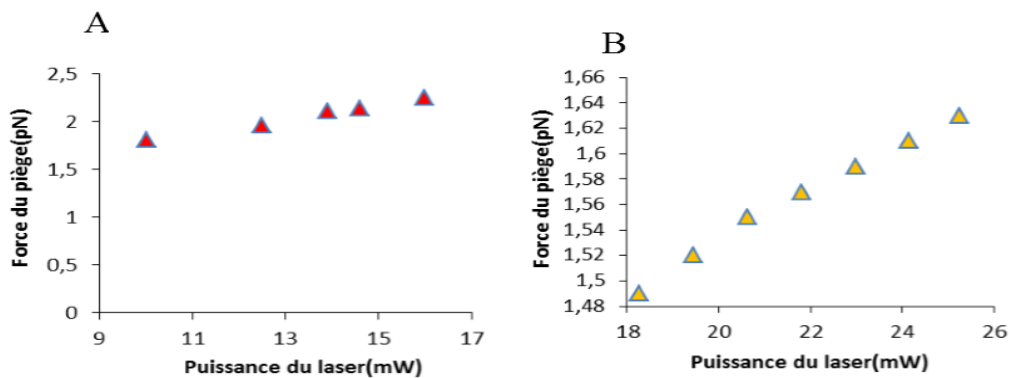 A
Force du piège(pN)
2,5
2
1,5
1
0,5
0
9 11 13 15 17
Puissance du laser(mW)
B
Force du piège(pN)
1,66
1,64
1,62
1,6
1,58
1,56
1,54
1,52
1,5
1,48
18 20 22 24 26
Puissance du laser(mW)